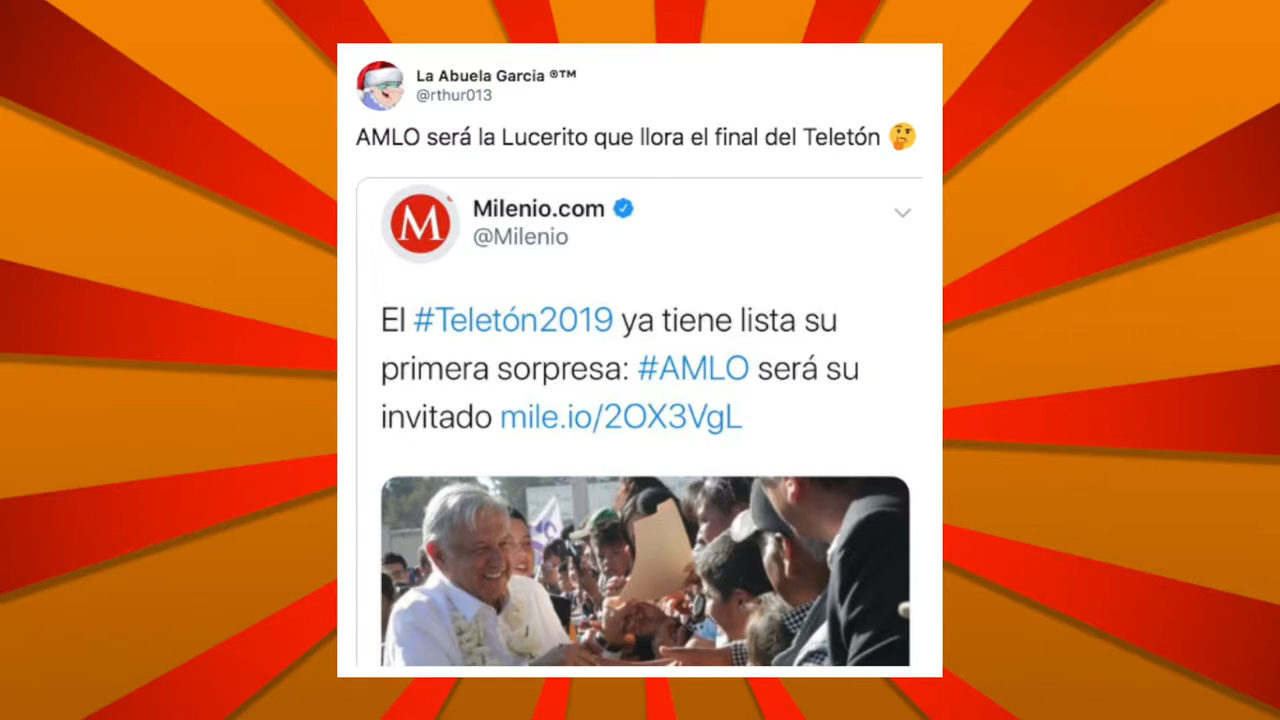 La Abuela Garcia ®™
@rthur013
AMLO será la Lucerito que llora el final del Teletón 🤔
M
Milenio.com
@Milenio
El #Teletón2019 ya tiene lista su
primera sorpresa: #AMLO será su
invitado mile.io/2OX3VgL